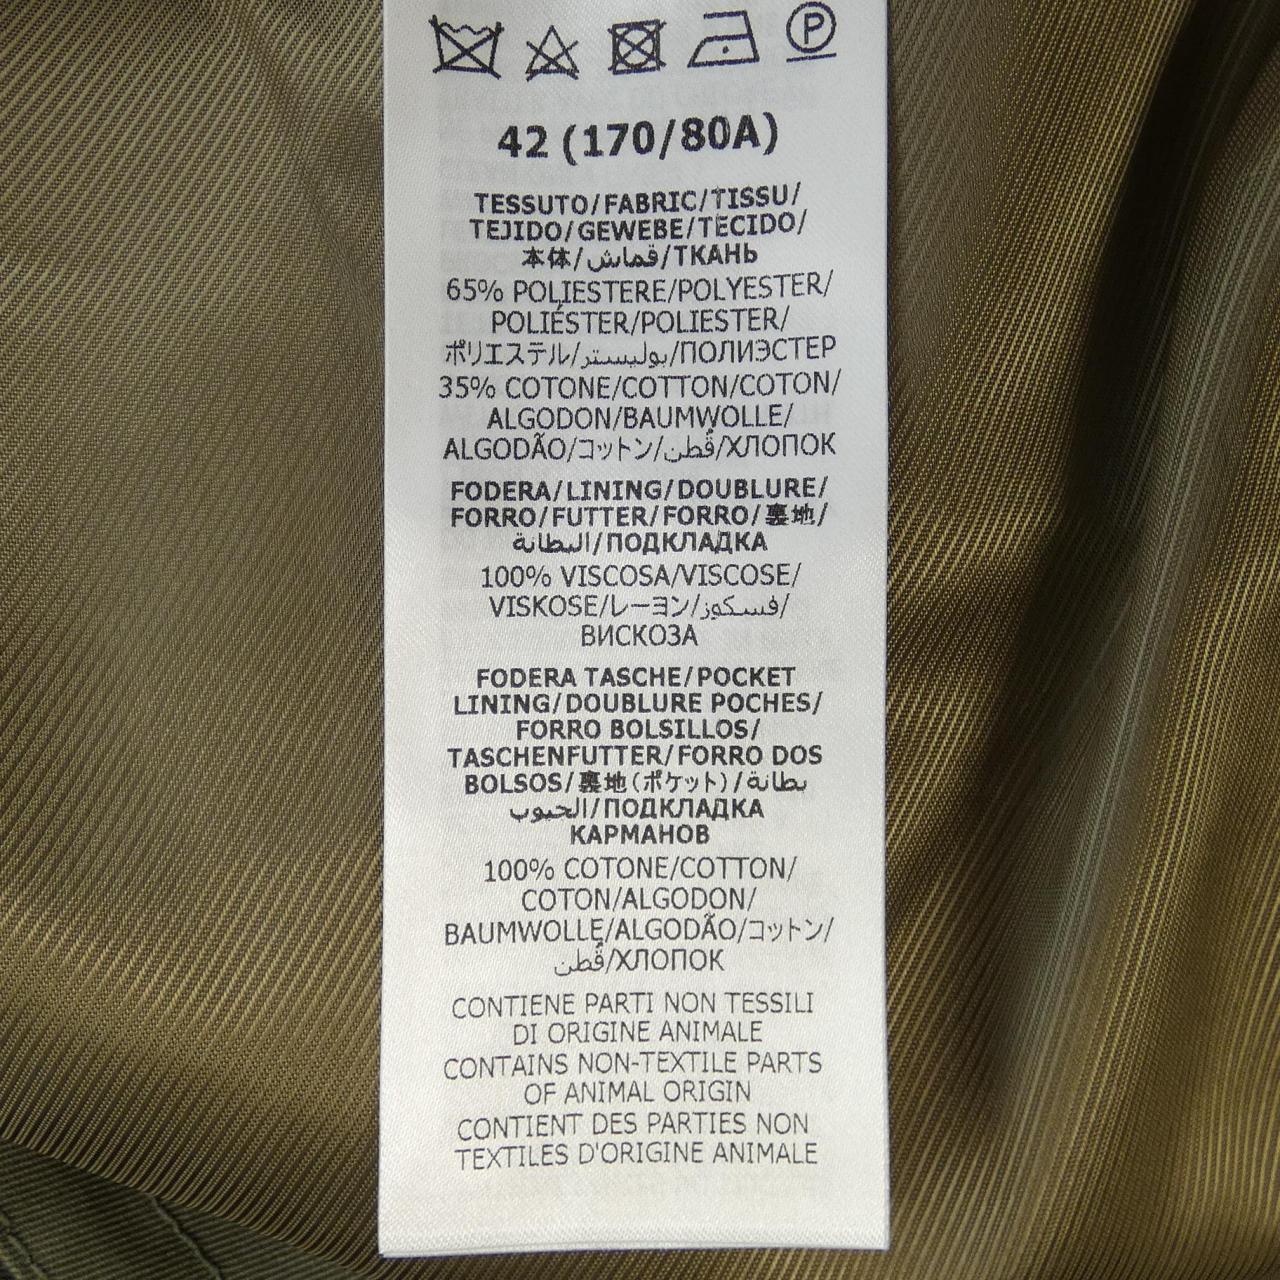 P
42 (170/80A)
TESSUTO/FABRIC/TISSU/
TEJIDO/GEWEBE/TECIDO/
本体/قماش/ТКАНЬ
65% POLIESTERE/POLYESTER/
POLIÉSTER/POLIESTER/
ポリエステル/بوليستر/ПОЛИЭСТЕР
35% COTONE/COTTON/COTON/
ALGODON/BAUMWOLLE/
ALGODÃO/コットン/قُطن/ХЛОПОК
FODERA/LINING/DOUBLURE/
FORRO/FUTTER/FORRO/裏地/
البطانة/ПОДКЛАДКА
100% VISCOSA/VISCOSE/
VISKOSE/レーヨン/فسكوز/
ВИСКОЗА
FODERA TASCHE/POCKET
LINING/DOUBLURE POCHES/
FORRO BOLSILLOS/
TASCHENFUTTER/FORRO DOS
BOLSOS/裏地(ポケット)/بطانة
الجيوب/ПОДКЛАДКА
КАРМАНОВ
100% COTONE/COTTON/
COTON/ALGODON/
BAUMWOLLE/ALGODÃO/コットン/
قُطن/ХЛОПОК
CONTIENE PARTI NON TESSILI
DI ORIGINE ANIMALE
CONTAINS NON-TEXTILE PARTS
OF ANIMAL ORIGIN
CONTIENT DES PARTIES NON
TEXTILES D'ORIGINE ANIMALE